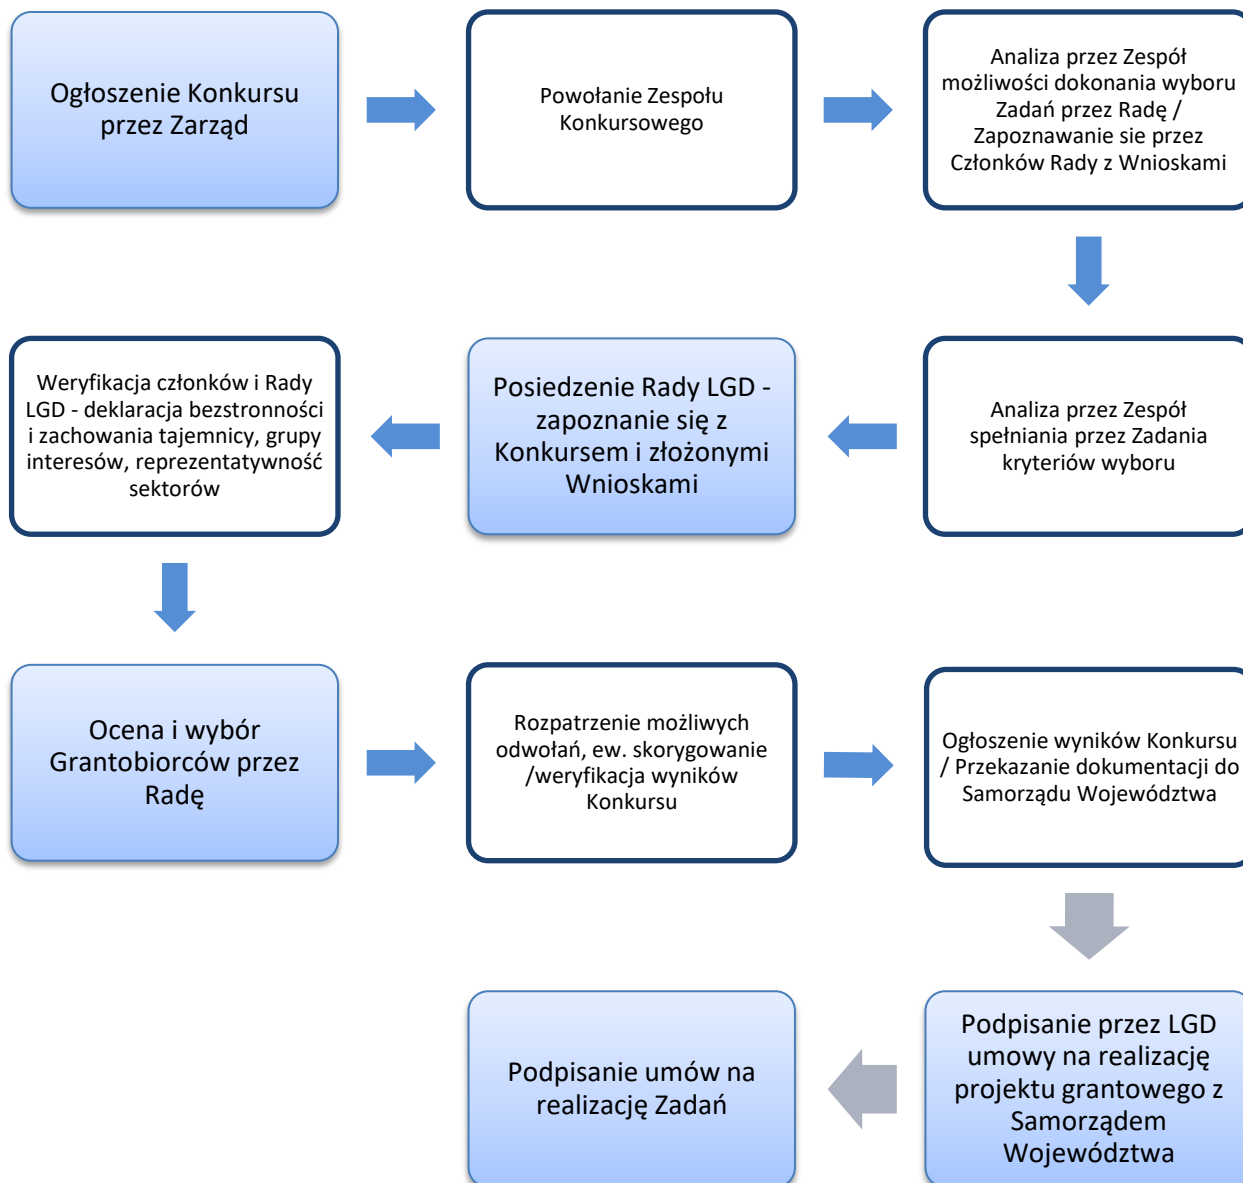 Ogłoszenie Konkursu
przez Zarząd
Powołanie Zespołu
Konkursowego
Analiza przez Zespół
możliwości dokonania wyboru
Zadań przez Radę /
Zapoznawanie sie przez
Członków Rady z Wnioskami
Analiza przez Zespół
spełniania przez Zadania
kryteriów wyboru
Posiedzenie Rady LGD -
zapoznanie się z
Konkursem i złożonymi
Wnioskami
Weryfikacja członków i Rady
LGD - deklaracja bezstronności
i zachowania tajemnicy, grupy
interesów, reprezentatywność
sektorów
Ocena i wybór
Grantobiorców przez
Radę
Rozpatrzenie możliwych
odwołań, ew. skorygowanie
/weryfikacja wyników
Konkursu
Ogłoszenie wyników Konkursu
/ Przekazanie dokumentacji do
Samorządu Województwa
Podpisanie przez LGD
umowy na realizację
projektu grantowego z
Samorządem
Województwa
Podpisanie umów na
realizację Zadań